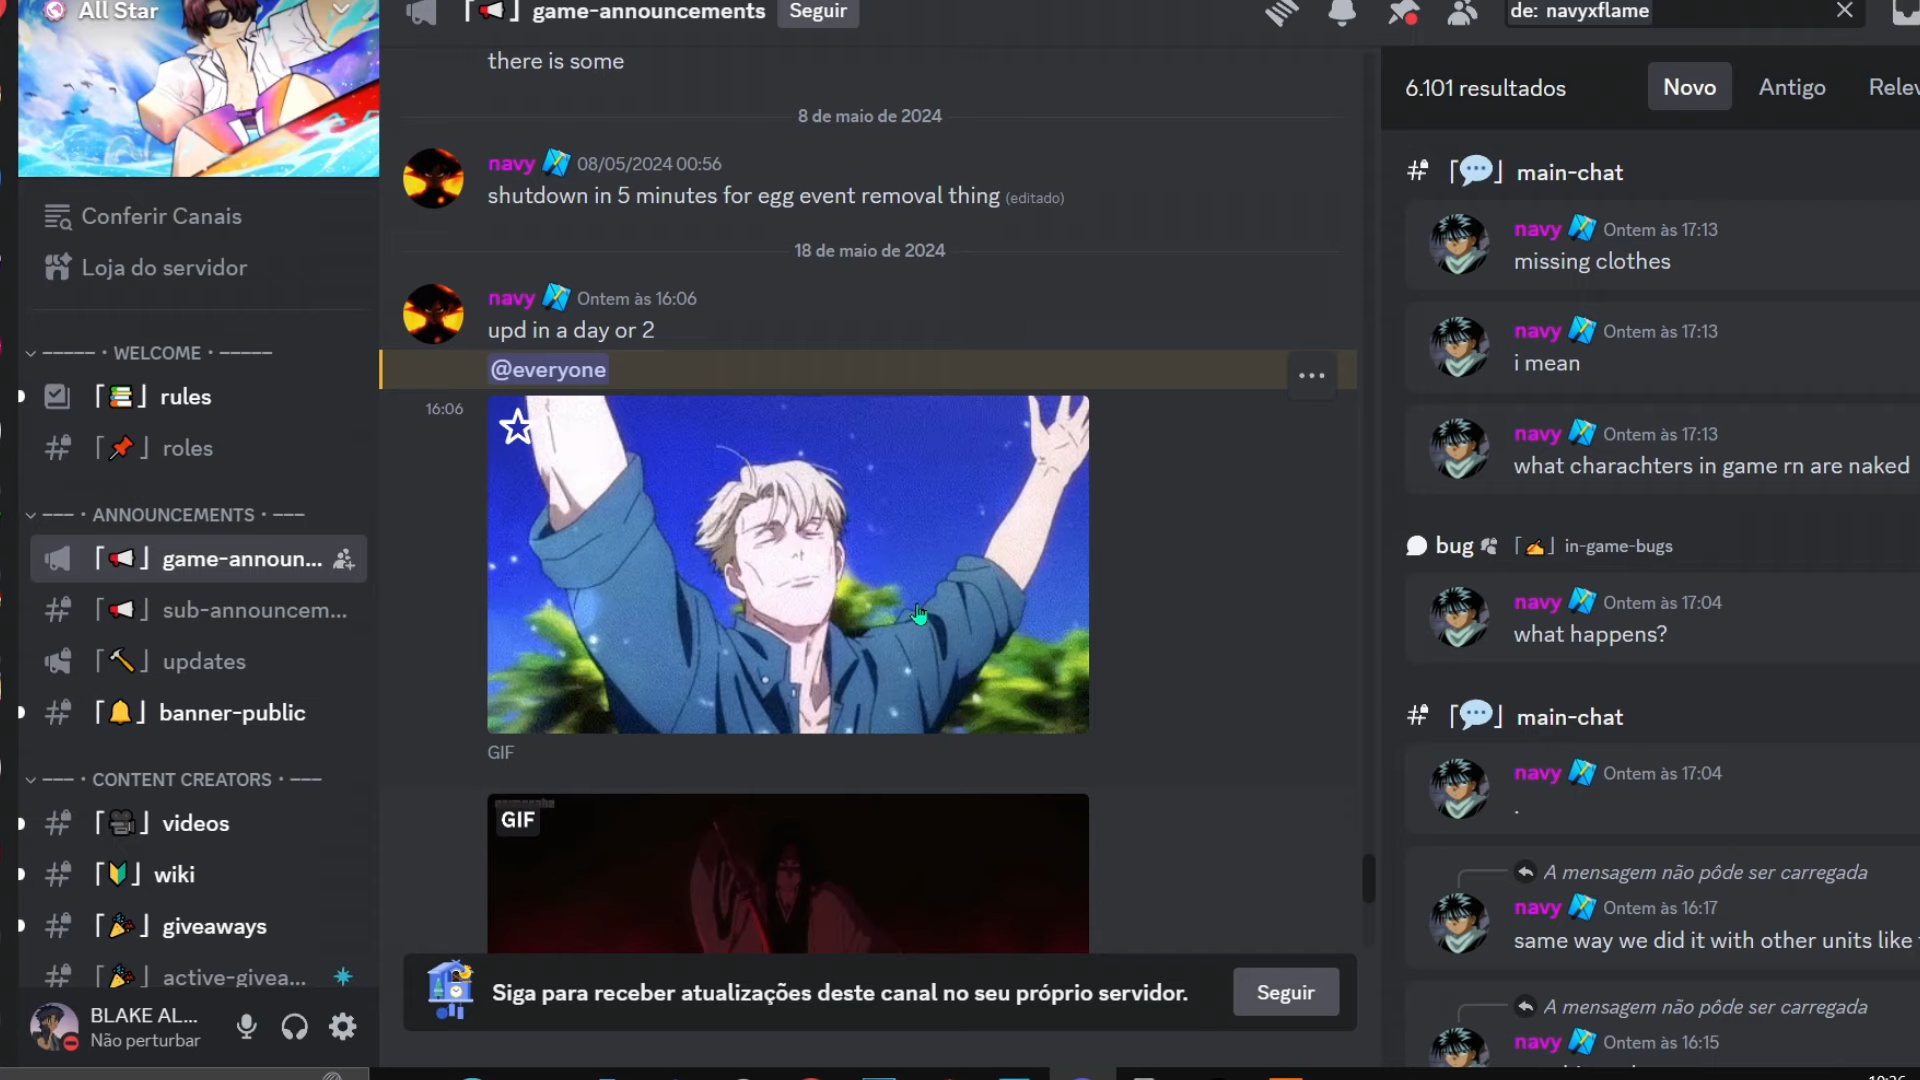 All Star
Conferir Canais
Loja do servidor
WELCOME
rules
roles
ANNOUNCEMENTS
game-announ...
sub-announcem...
updates
banner-public
CONTENT CREATORS
videos
wiki
giveaways
active-givea...
BLAKE AL...
Não perturbar
game-announcements
Seguir
there is some
8 de maio de 2024
navy 08/05/2024 00:56
shutdown in 5 minutes for egg event removal thing (editado)
18 de maio de 2024
navy Ontem às 16:06
upd in a day or 2
@everyone
16:06
GIF
GIF
Siga para receber atualizações deste canal no seu próprio servidor.
Seguir
de: navyxflame
6.101 resultados
Novo
Antigo
Relev
main-chat
navy Ontem às 17:13
missing clothes
navy Ontem às 17:13
i mean
navy Ontem às 17:13
what charachters in game rn are naked
bug
in-game-bugs
navy Ontem às 17:04
what happens?
main-chat
navy Ontem às 17:04
.
A mensagem não pôde ser carregada
navy Ontem às 16:17
same way we did it with other units like
A mensagem não pôde ser carregada
navy Ontem às 16:15